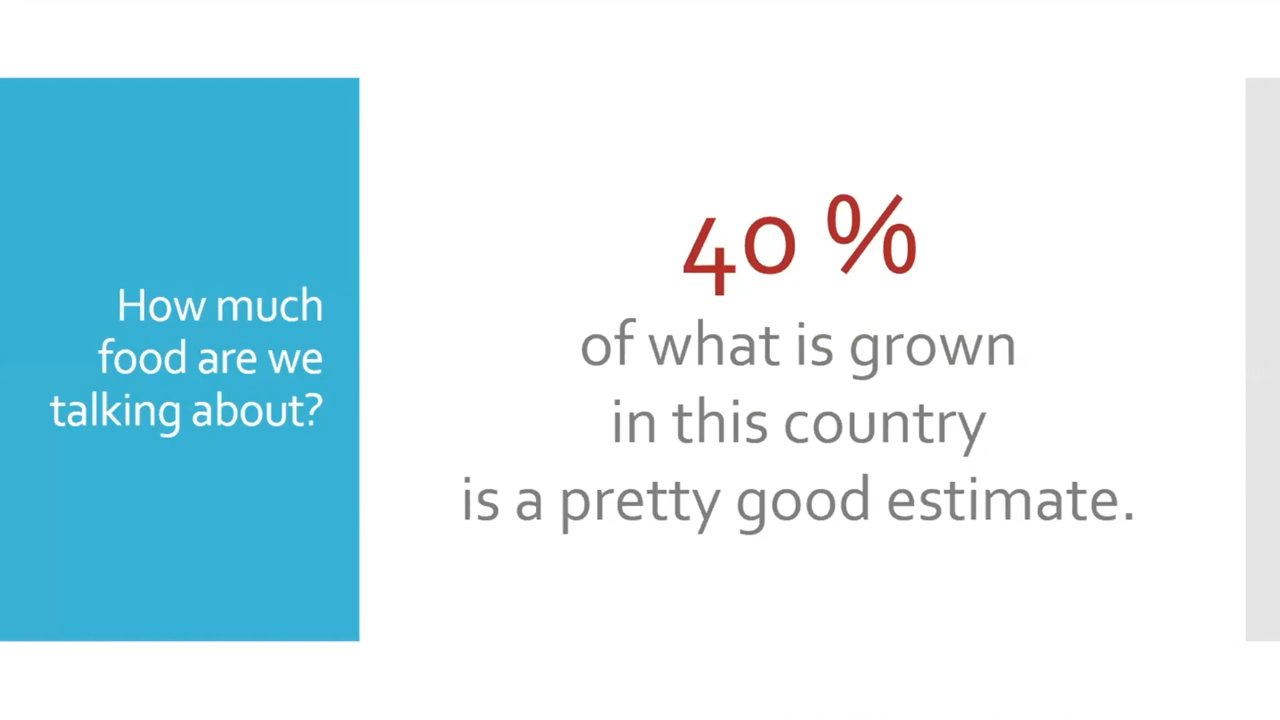 How much
food are we
talking about?
40 %
of what is grown
in this country
is a pretty good estimate.